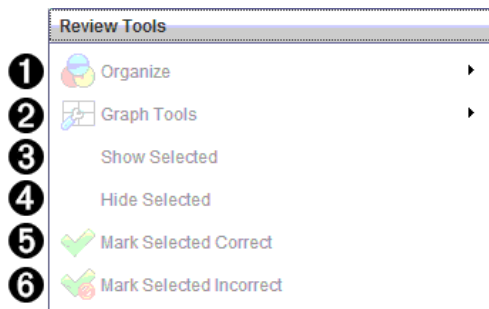 Review Tools
1 Organize
2 Graph Tools
3 Show Selected
4 Hide Selected
5 Mark Selected Correct
6 Mark Selected Incorrect